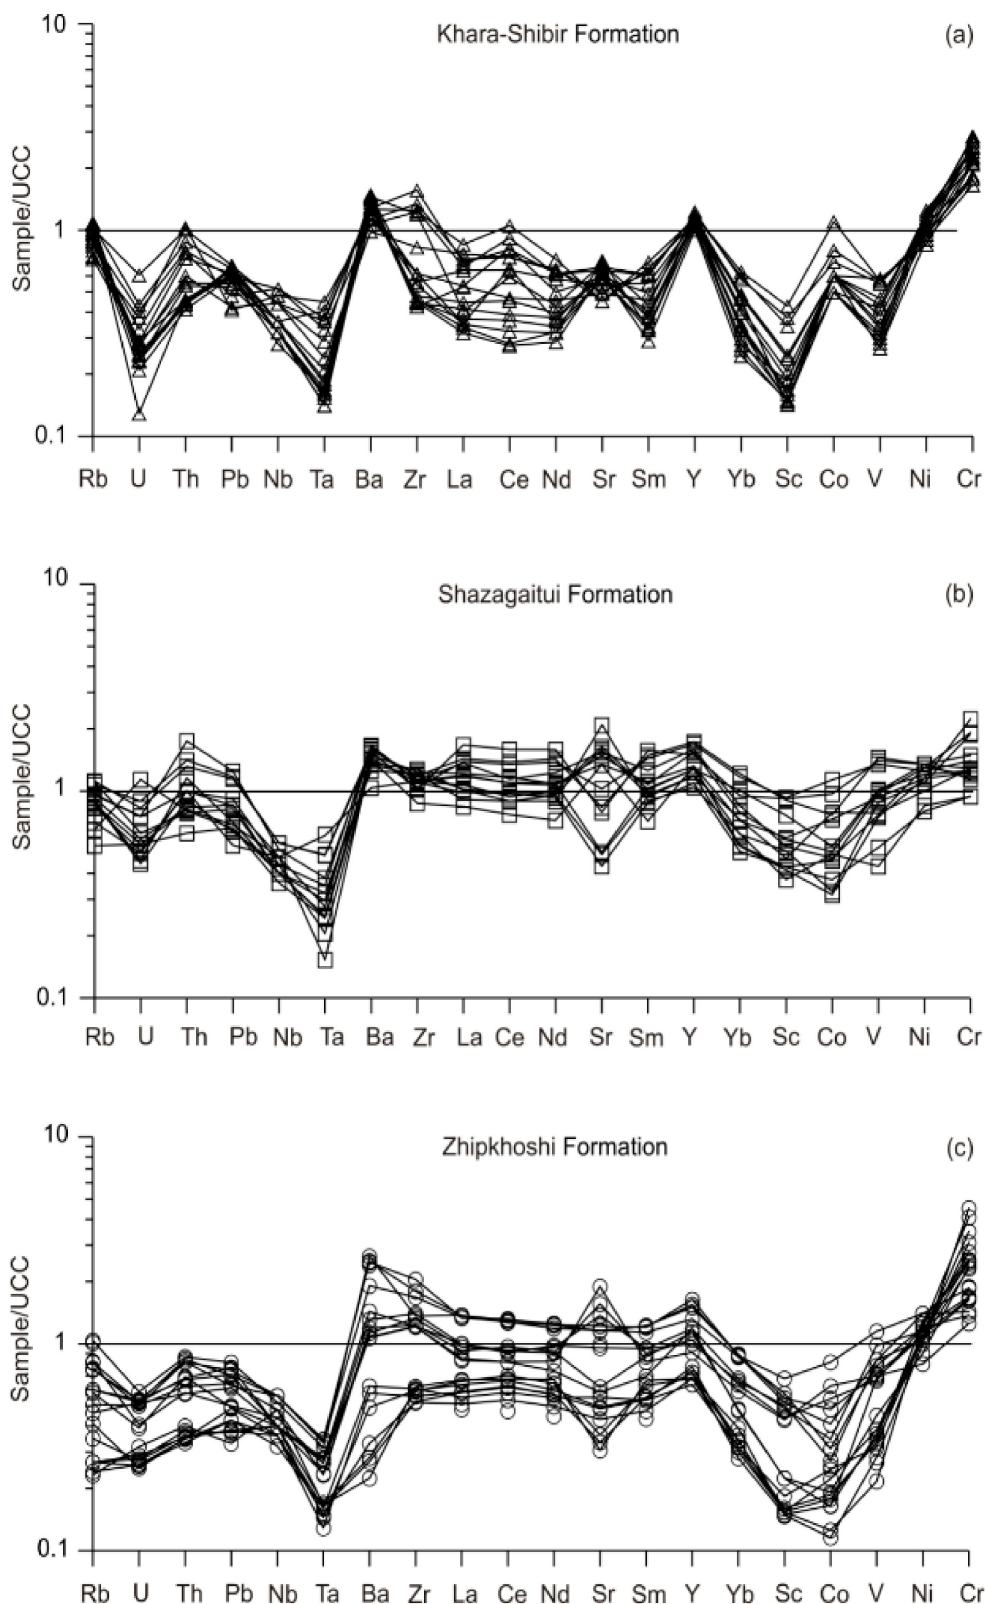 10
Khara-Shibir Formation
(a)
Sample/UCC
1
0.1
Rb U Th Pb Nb Ta Ba Zr La Ce Nd Sr Sm Y Yb Sc Co V Ni Cr
10
Shazagaitui Formation
(b)
Sample/UCC
1
0.1
Rb U Th Pb Nb Ta Ba Zr La Ce Nd Sr Sm Y Yb Sc Co V Ni Cr
10
Zhipkhoshi Formation
(c)
Sample/UCC
1
0.1
Rb U Th Pb Nb Ta Ba Zr La Ce Nd Sr Sm Y Yb Sc Co V Ni Cr